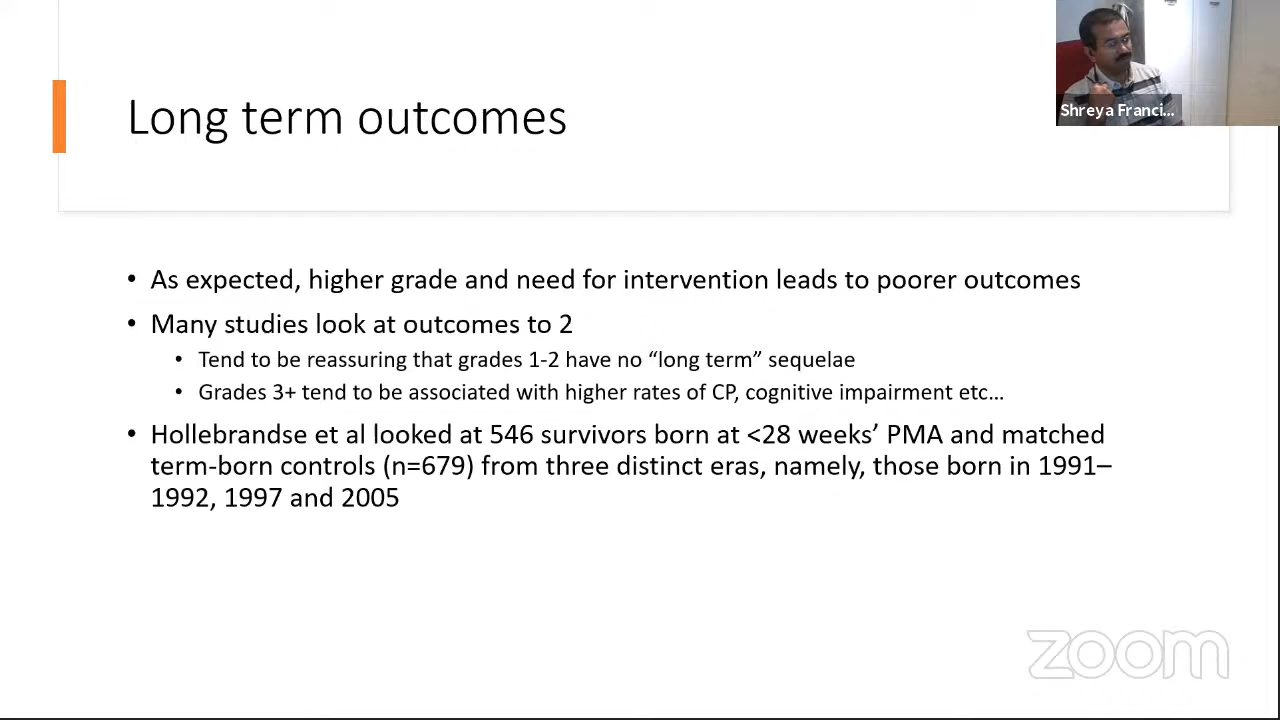 Long term outcomes
Shreya Franci...
• As expected, higher grade and need for intervention leads to poorer outcomes
• Many studies look at outcomes to 2
• Tend to be reassuring that grades 1-2 have no “long term” sequelae
• Grades 3+ tend to be associated with higher rates of CP, cognitive impairment etc…
• Hollebrandse et al looked at 546 survivors born at <28 weeks’ PMA and matched
term-born controls (n=679) from three distinct eras, namely, those born in 1991–
1992, 1997 and 2005
zoom